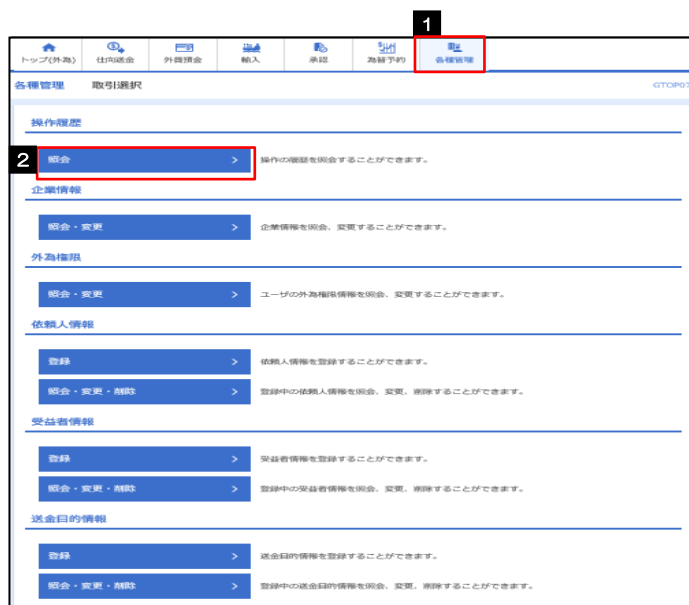 1
トップ(外為) 仕向送金 外貨預金 輸入 承認 為替予約 各種管理
各種管理 取引選択 GTOP07
操作履歴
2 照会 > 操作の履歴を照会することができます。
企業情報
照会・変更 > 企業情報を照会、変更することができます。
外為権限
照会・変更 > ユーザの外為権限情報を照会、変更することができます。
依頼人情報
登録 > 依頼人情報を登録することができます。
照会・変更・削除 > 登録中の依頼人情報を照会、変更、削除することができます。
受益者情報
登録 > 受益者情報を登録することができます。
照会・変更・削除 > 登録中の受益者情報を照会、変更、削除することができます。
送金目的情報
登録 > 送金目的情報を登録することができます。
照会・変更・削除 > 登録中の送金目的情報を照会、変更、削除することができます。